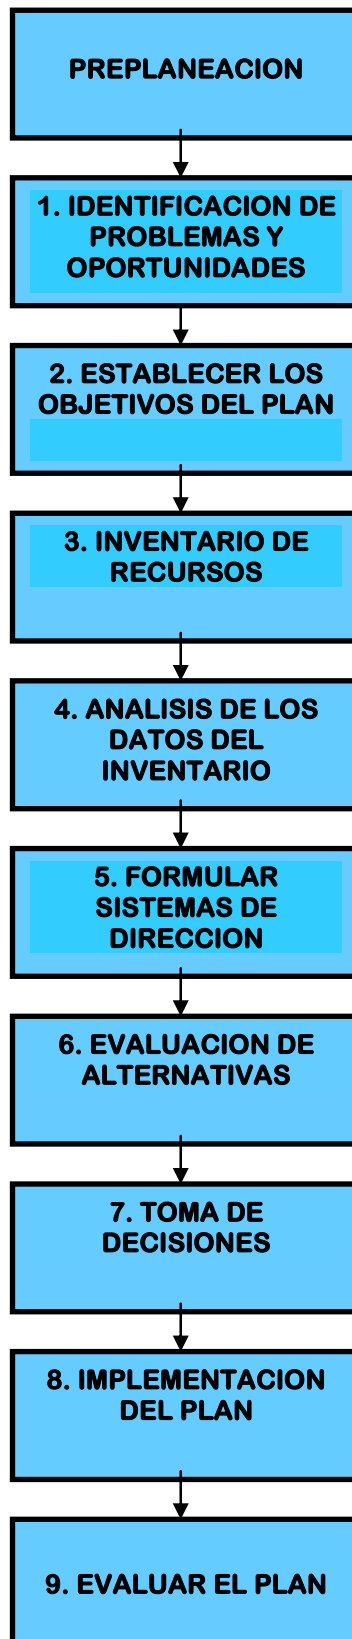 PREPLANEACION
1. IDENTIFICACION DE
PROBLEMAS Y
OPORTUNIDADES
2. ESTABLECER LOS
OBJETIVOS DEL PLAN
3. INVENTARIO DE
RECURSOS
4. ANALISIS DE LOS
DATOS DEL
INVENTARIO
5. FORMULAR
SISTEMAS DE
DIRECCION
6. EVALUACION DE
ALTERNATIVAS
7. TOMA DE
DECISIONES
8. IMPLEMENTACION
DEL PLAN
9. EVALUAR EL PLAN